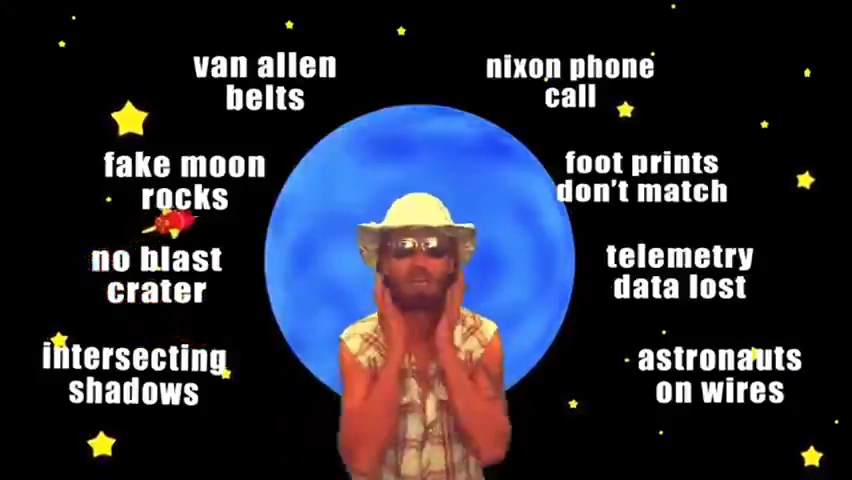 van allen
belts
nixon phone
call
fake moon
rocks
foot prints
don't match
no blast
crater
telemetry
data lost
intersecting
shadows
astronauts
on wires